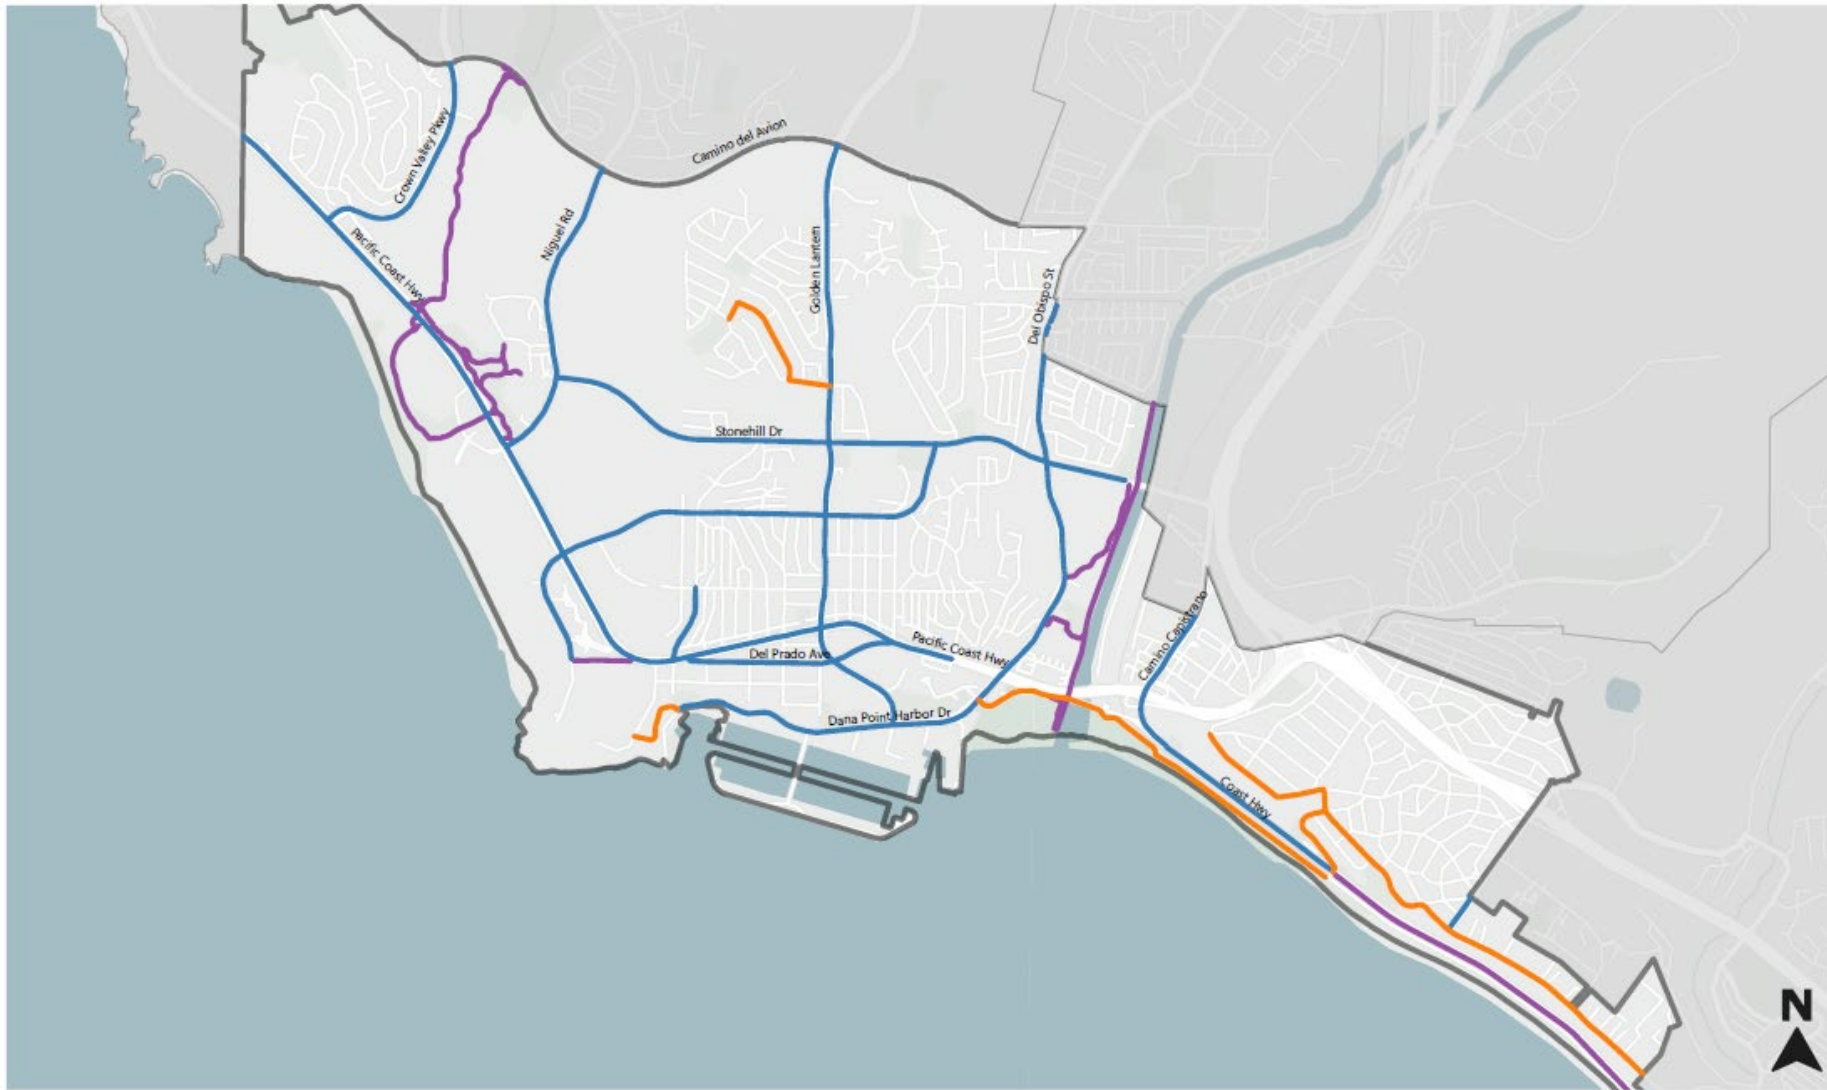 Camino del Avion
Crown Valley Pkwy
Niguel Rd
Pacific Coast Hwy
Golden Lantern
Del Obispo St
Stonehill Dr
Camino Capistrano
Pacific Coast Hwy
Del Prado Ave
Dana Point Harbor Dr
Coast Hwy
N